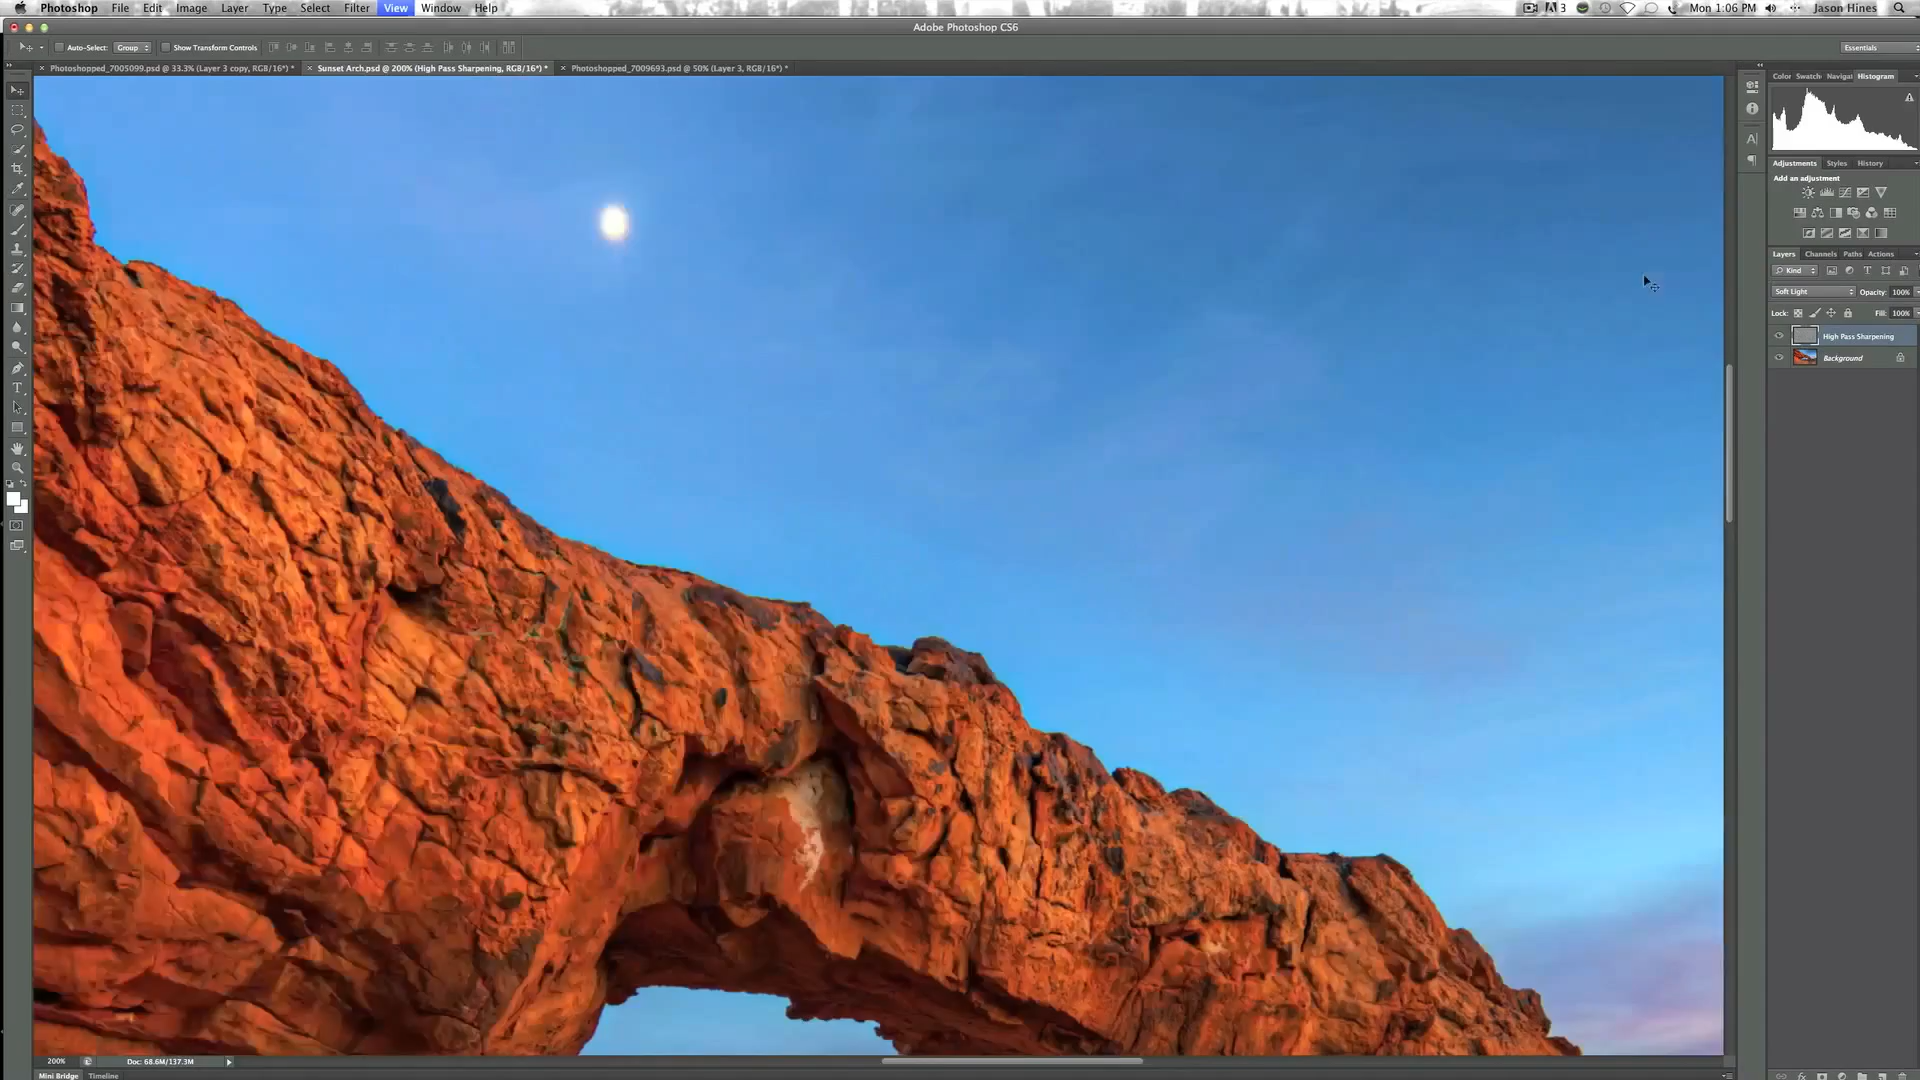 Photoshop File Edit Image Layer Type Select Filter View Window Help 3 Mon 1:06 PM Jason Hines
Adobe Photoshop CS6
Auto-Select: Group Show Transform Controls Essentials
Photoshopped_7005099.psd @ 33.3% (Layer 3 copy, RGB/16*) * Sunset Arch.psd @ 200% (High Pass Sharpening, RGB/16*) * Photoshopped_7009693.psd @ 50% (Layer 3, RGB/16*) *
Color Swatch Navigat Histogram
Adjustments Styles History
Add an adjustment
Layers Channels Paths Actions
Kind
Soft Light Opacity: 100%
Lock: Fill: 100%
High Pass Sharpening
Background
200% Doc: 68.6M/137.3M
Mini Bridge Timeline